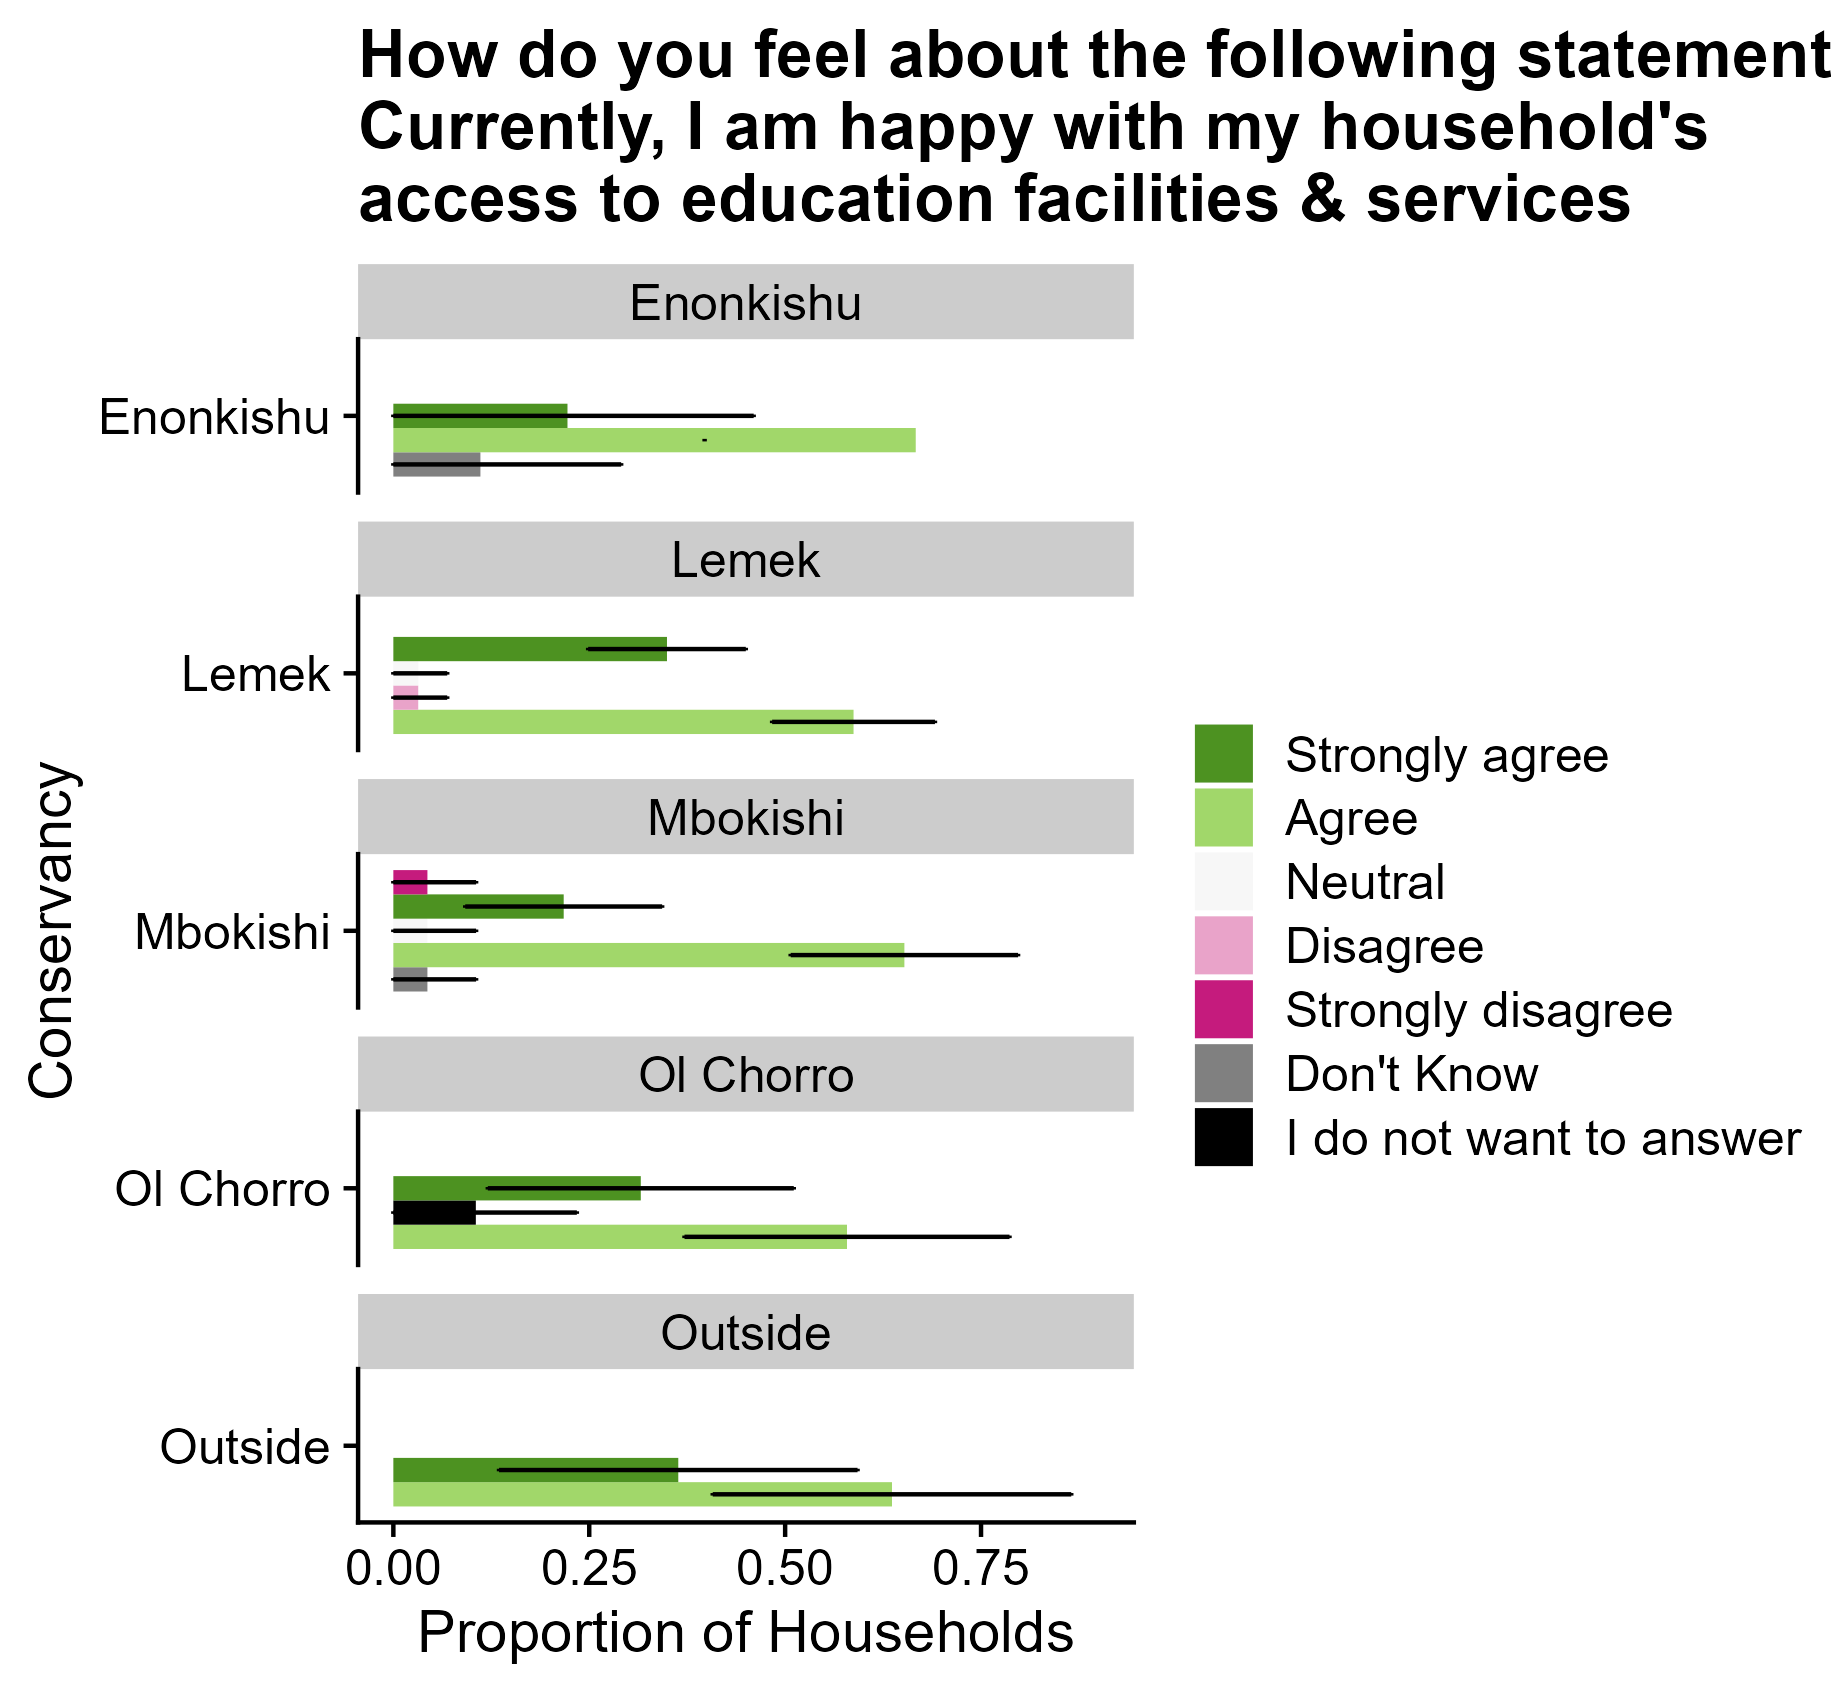 How do you feel about the following statement
Currently, I am happy with my household's
access to education facilities & services
Enonkishu
Enonkishu
Lemek
Lemek
Mbokishi
Mbokishi
Ol Chorro
Ol Chorro
Outside
Outside
0.00 0.25 0.50 0.75
Proportion of Households
Conservancy
Strongly agree
Agree
Neutral
Disagree
Strongly disagree
Don't Know
I do not want to answer